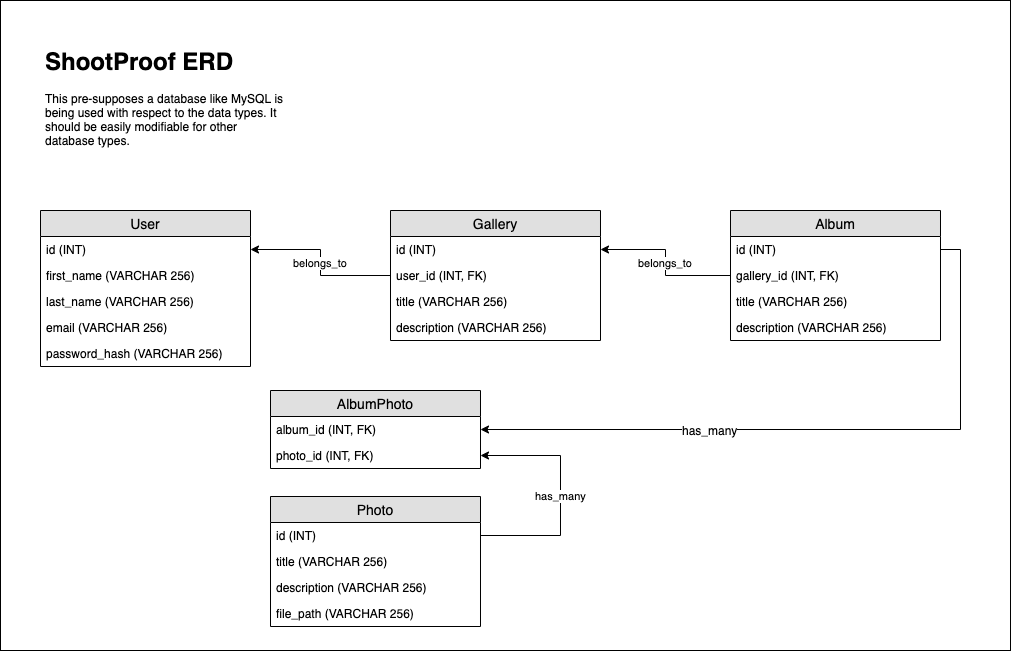 ShootProof ERD
This pre-supposes a database like MySQL is
being used with respect to the data types. It
should be easily modifiable for other
database types.
User
id (INT)
first_name (VARCHAR 256)
last_name (VARCHAR 256)
email (VARCHAR 256)
password_hash (VARCHAR 256)
belongs_to
Gallery
id (INT)
user_id (INT, FK)
title (VARCHAR 256)
description (VARCHAR 256)
belongs_to
Album
id (INT)
gallery_id (INT, FK)
title (VARCHAR 256)
description (VARCHAR 256)
AlbumPhoto
album_id (INT, FK)
photo_id (INT, FK)
has_many
has_many
Photo
id (INT)
title (VARCHAR 256)
description (VARCHAR 256)
file_path (VARCHAR 256)